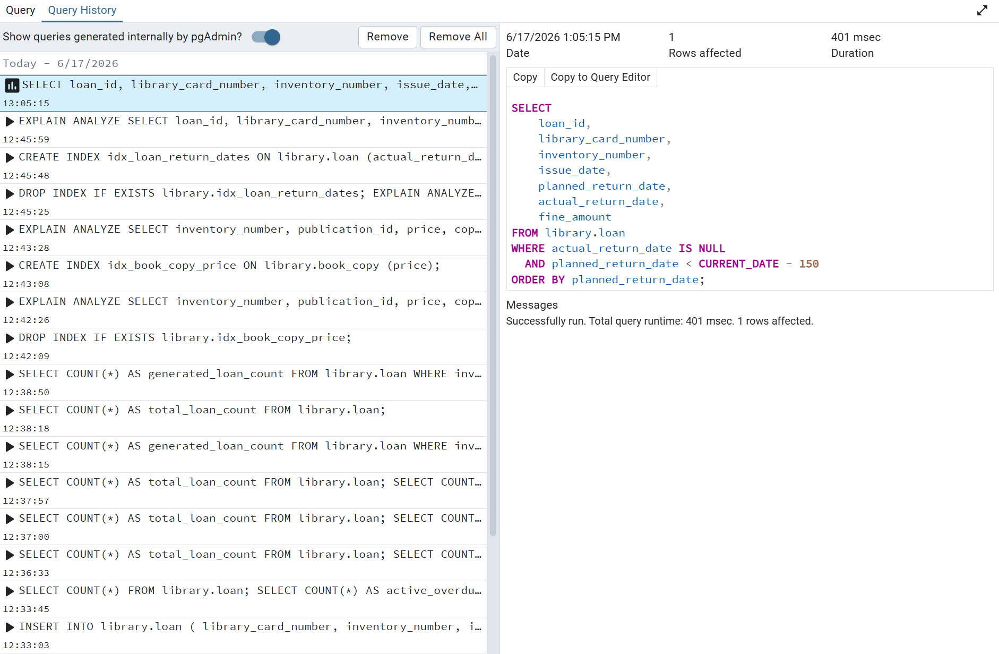 Query Query History
Show queries generated internally by pgAdmin? Remove Remove All
Today - 6/17/2026
SELECT loan_id, library_card_number, inventory_number, issue_date,…
13:05:15
EXPLAIN ANALYZE SELECT loan_id, library_card_number, inventory_numb…
12:45:59
CREATE INDEX idx_loan_return_dates ON library.loan (actual_return_d…
12:45:48
DROP INDEX IF EXISTS library.idx_loan_return_dates; EXPLAIN ANALYZE…
12:45:25
EXPLAIN ANALYZE SELECT inventory_number, publication_id, price, cop…
12:43:28
CREATE INDEX idx_book_copy_price ON library.book_copy (price);
12:43:08
EXPLAIN ANALYZE SELECT inventory_number, publication_id, price, cop…
12:42:26
DROP INDEX IF EXISTS library.idx_book_copy_price;
12:42:09
SELECT COUNT(*) AS generated_loan_count FROM library.loan WHERE inv…
12:38:50
SELECT COUNT(*) AS total_loan_count FROM library.loan;
12:38:18
SELECT COUNT(*) AS generated_loan_count FROM library.loan WHERE inv…
12:38:15
SELECT COUNT(*) AS total_loan_count FROM library.loan; SELECT COUNT…
12:37:57
SELECT COUNT(*) AS total_loan_count FROM library.loan; SELECT COUNT…
12:37:00
SELECT COUNT(*) AS total_loan_count FROM library.loan; SELECT COUNT…
12:36:33
SELECT COUNT(*) FROM library.loan; SELECT COUNT(*) AS active_overdu…
12:33:45
INSERT INTO library.loan ( library_card_number, inventory_number, i…
12:33:03
6/17/2026 1:05:15 PM 1 401 msec
Date Rows affected Duration
Copy Copy to Query Editor
SELECT
    loan_id,
    library_card_number,
    inventory_number,
    issue_date,
    planned_return_date,
    actual_return_date,
    fine_amount
FROM library.loan
WHERE actual_return_date IS NULL
  AND planned_return_date < CURRENT_DATE - 150
ORDER BY planned_return_date;
Messages
Successfully run. Total query runtime: 401 msec. 1 rows affected.